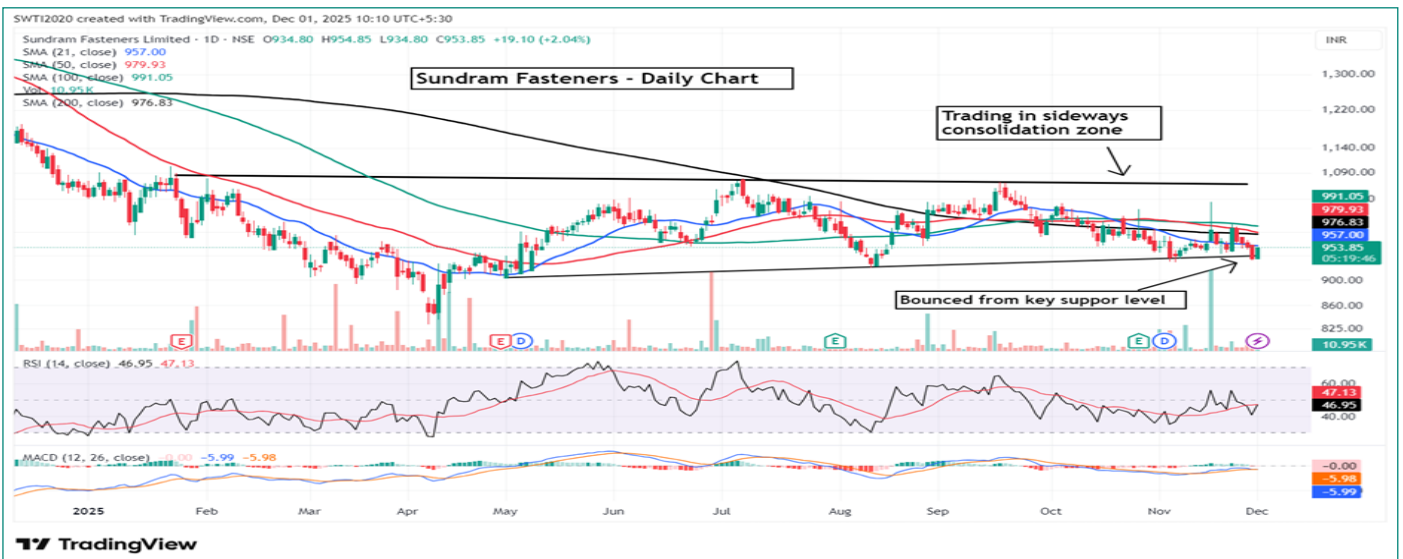 SWTI2020 created with TradingView.com, Dec 01, 2025 10:10 UTC+5:30
Sundram Fasteners Limited · 1D · NSE O934.80 H954.85 L934.80 C953.85 +19.10 (+2.04%)
INR
SMA (21, close) 957.00
SMA (50, close) 979.93
SMA (100, close) 991.05
Vol 10.95K
SMA (200, close) 976.83
Sundram Fasteners - Daily Chart
Trading in sideways
consolidation zone
1,300.00
1,220.00
1,140.00
1,090.00
991.05
979.93
976.83
957.00
953.85
05:19:46
900.00
860.00
825.00
10.95K
Bounced from key suppor level
E
E
D
E
E
D
RSI (14, close) 46.95 47.13
60.00
47.13
46.95
40.00
MACD (12, 26, close) -0.00 −5.99 −5.98
−0.00
−5.98
−5.99
2025 Feb Mar Apr May Jun Jul Aug Sep Oct Nov Dec
TradingView